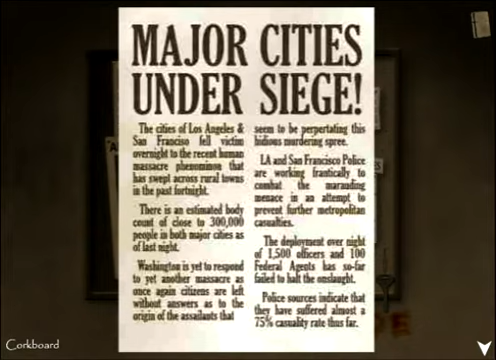 MAJOR CITIES
UNDER SIEGE!
The cities of Los Angeles &
San Franciso fell victim
overnight to the recent human
massacre phenominon that
has swept across rural towns
in the past fortnight.
There is an estimated body
count of close to 300,000
people in both major cities as
of last night.
Washington is yet to respond
to yet another massacre as
once again citizens are left
without answers as to the
origin of the assailants that
seem to be perpertating this
hidious murdering spree.
LA and San Francisco Police
are working frantically to
combat the marauding
menace in an attempt to
prevent further metropolitan
casualties.
The deployment over night
of 1,500 officers and 100
Federal Agents has so-far
failed to halt the onslaught.
Police sources indicate that
they have suffered almost a
75% casuality rate thus far.
Corkboard